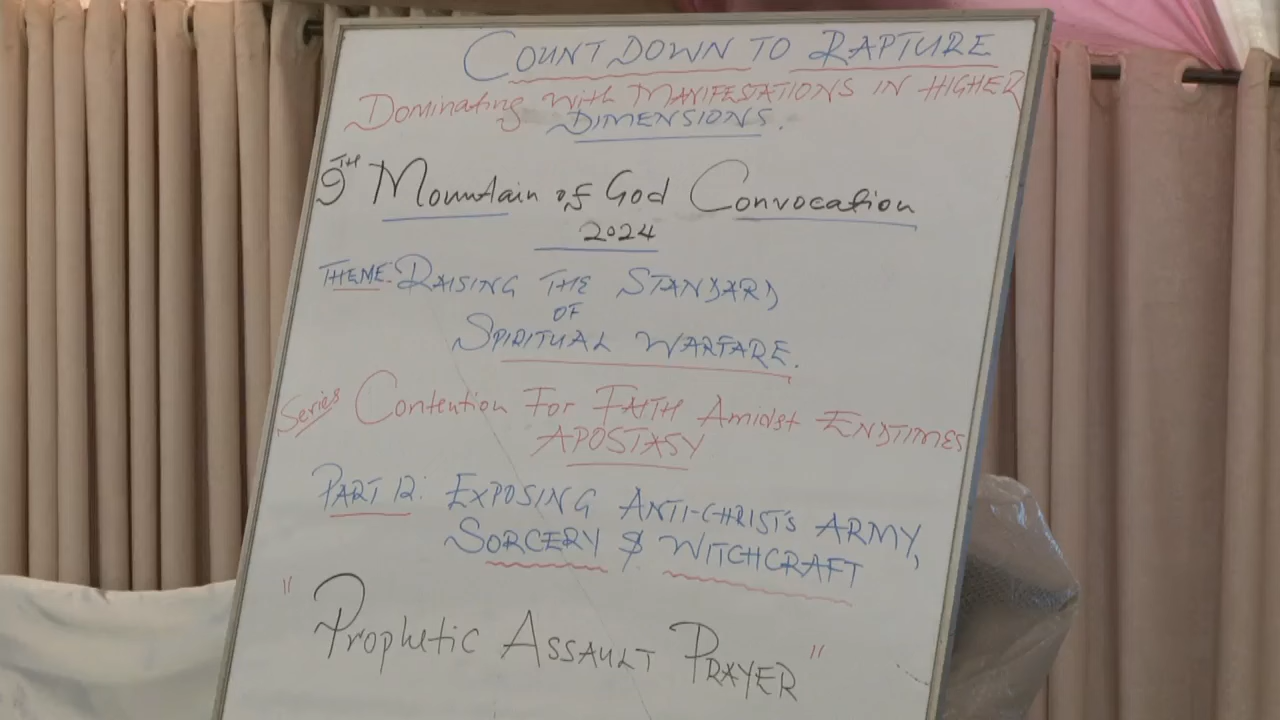 COUNT DOWN TO RAPTURE
Dominating with MANIFESTATIONS IN HIGHER
DIMENSIONS.
9TH Mountain of God Convocation
2024
THEME: RAISING THE STANDARD
OF
SPIRITUAL WARFARE.
Series Contention For FAITH Amidst ENDTIMES
APOSTASY
PART 12: EXPOSING ANTI-CHRIST'S ARMY,
SORCERY & WITCHCRAFT
"Prophetic ASSAULT PRAYER"